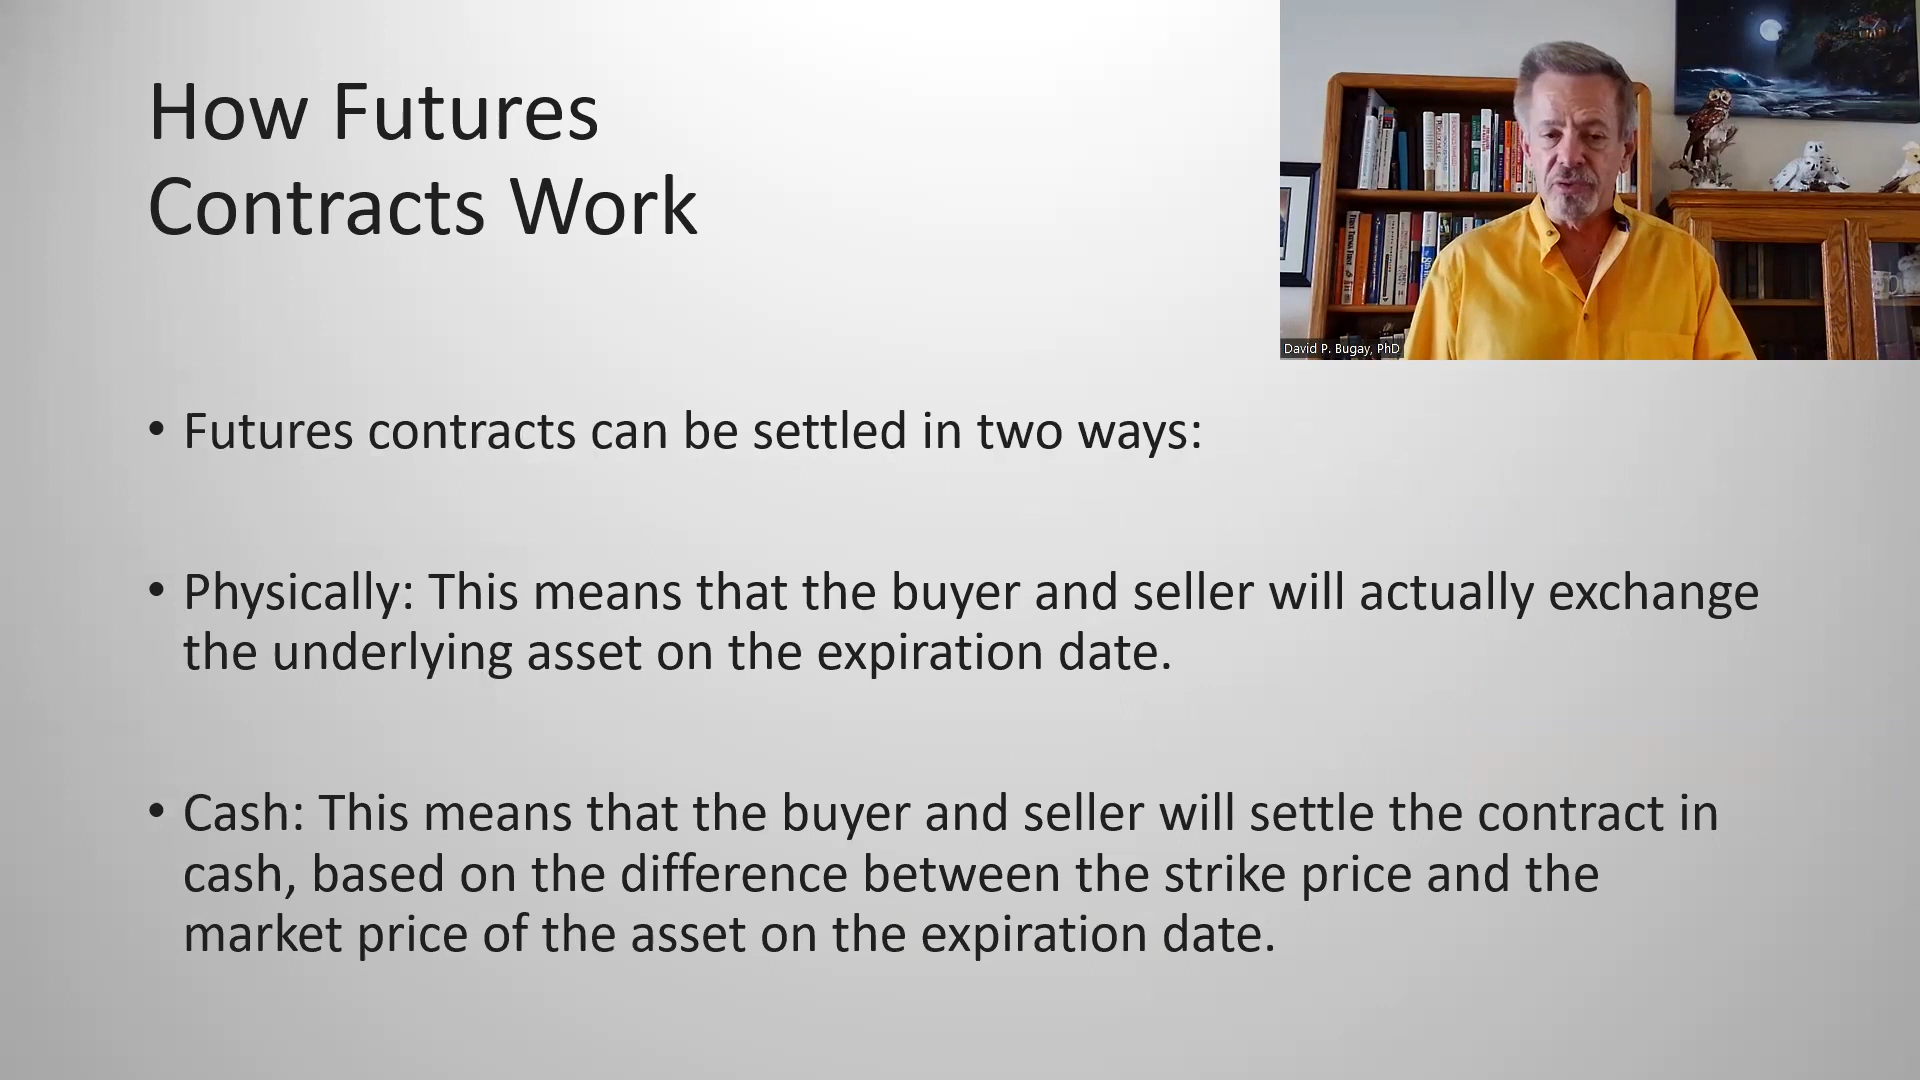 How Futures
Contracts Work
David P. Bugay, PhD
• Futures contracts can be settled in two ways:
• Physically: This means that the buyer and seller will actually exchange
the underlying asset on the expiration date.
• Cash: This means that the buyer and seller will settle the contract in
cash, based on the difference between the strike price and the
market price of the asset on the expiration date.